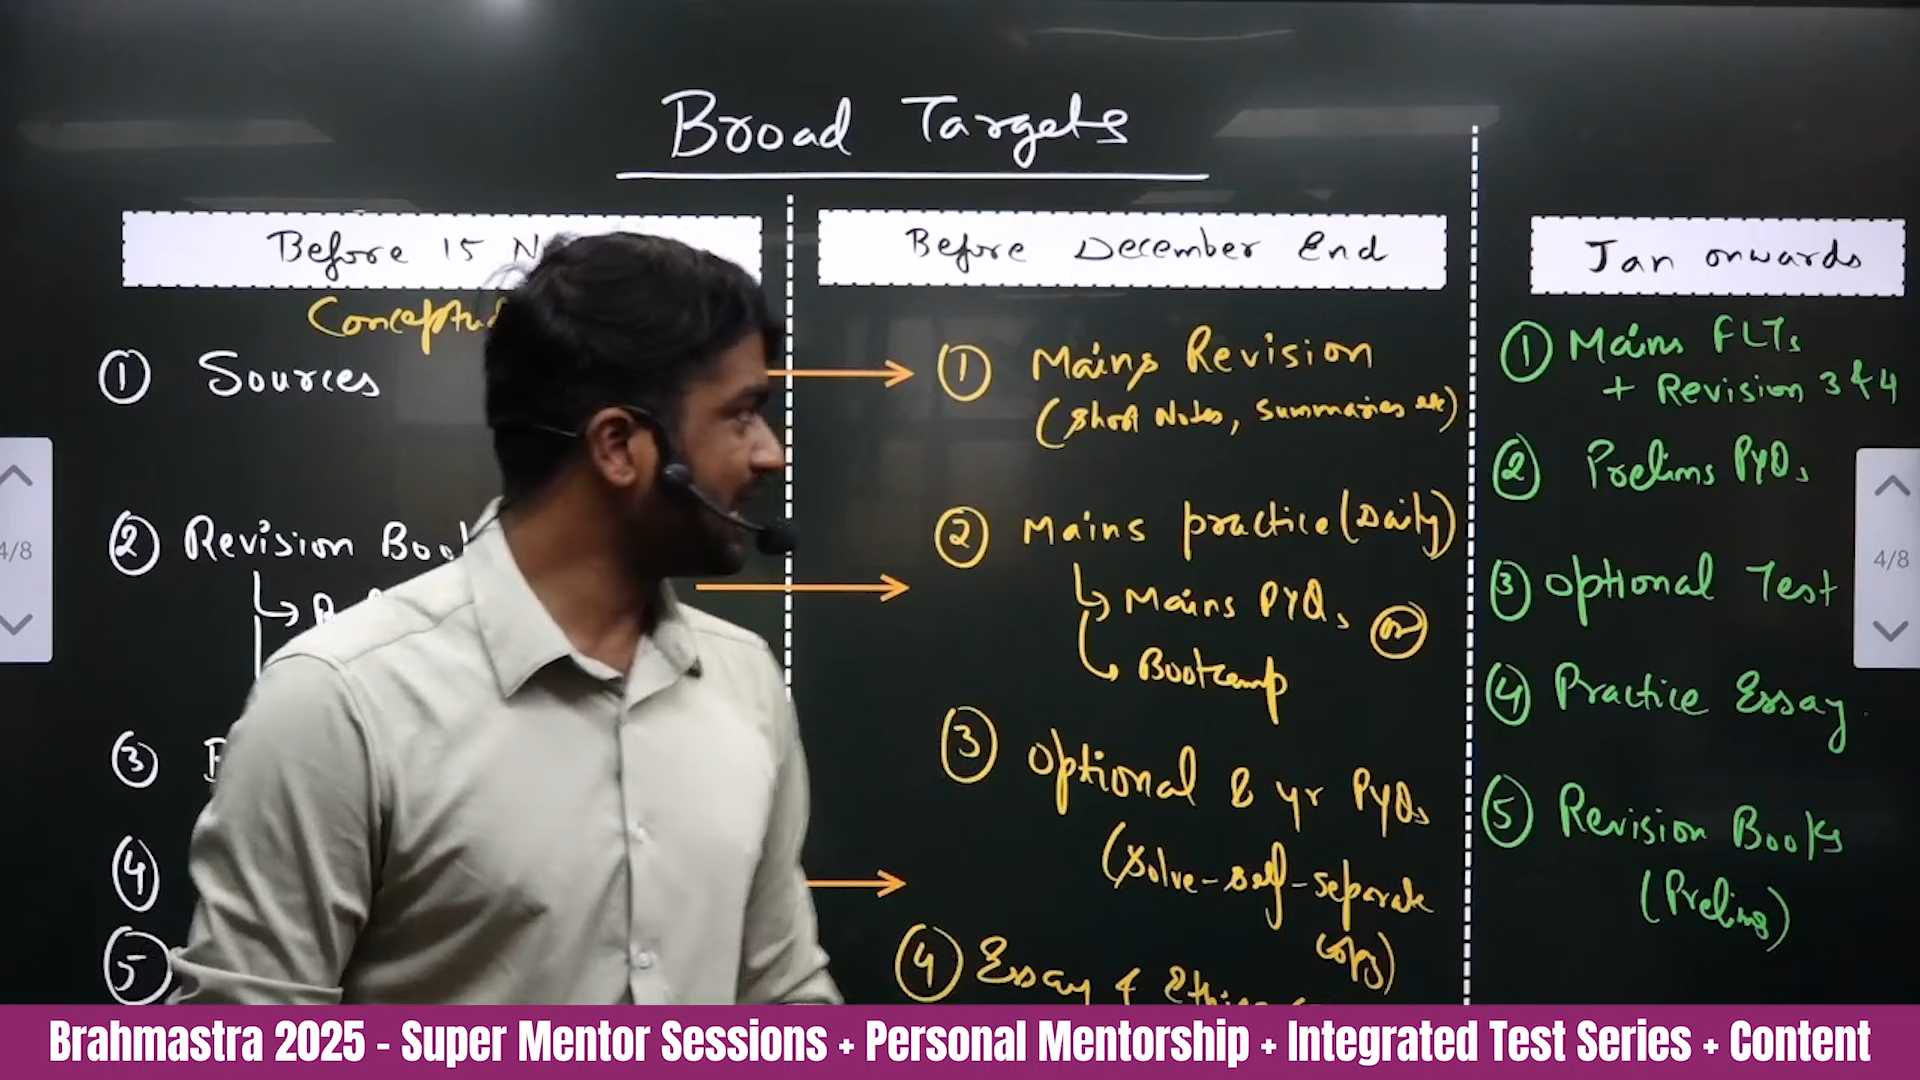 Broad Targets
Before 15
① Sources
② Revision
③
④
⑤
Before December End
① Mains Revision
(Short Notes, Summaries etc)
② Mains practice (Daily)
↳ Mains PYQs or
↳ Bootcamp
③ Optional 8 yr PYQs
(Solve-self-separate
copy)
④ Essay &
Jan onwards
① Mains FLTs
+ Revision 3 & 4
② Prelims PYQs
③ Optional Test
④ Practice Essay.
⑤ Revision Books
(Prelims)
4/8
4/8
Brahmastra 2025 - Super Mentor Sessions + Personal Mentorship + Integrated Test Series + Content